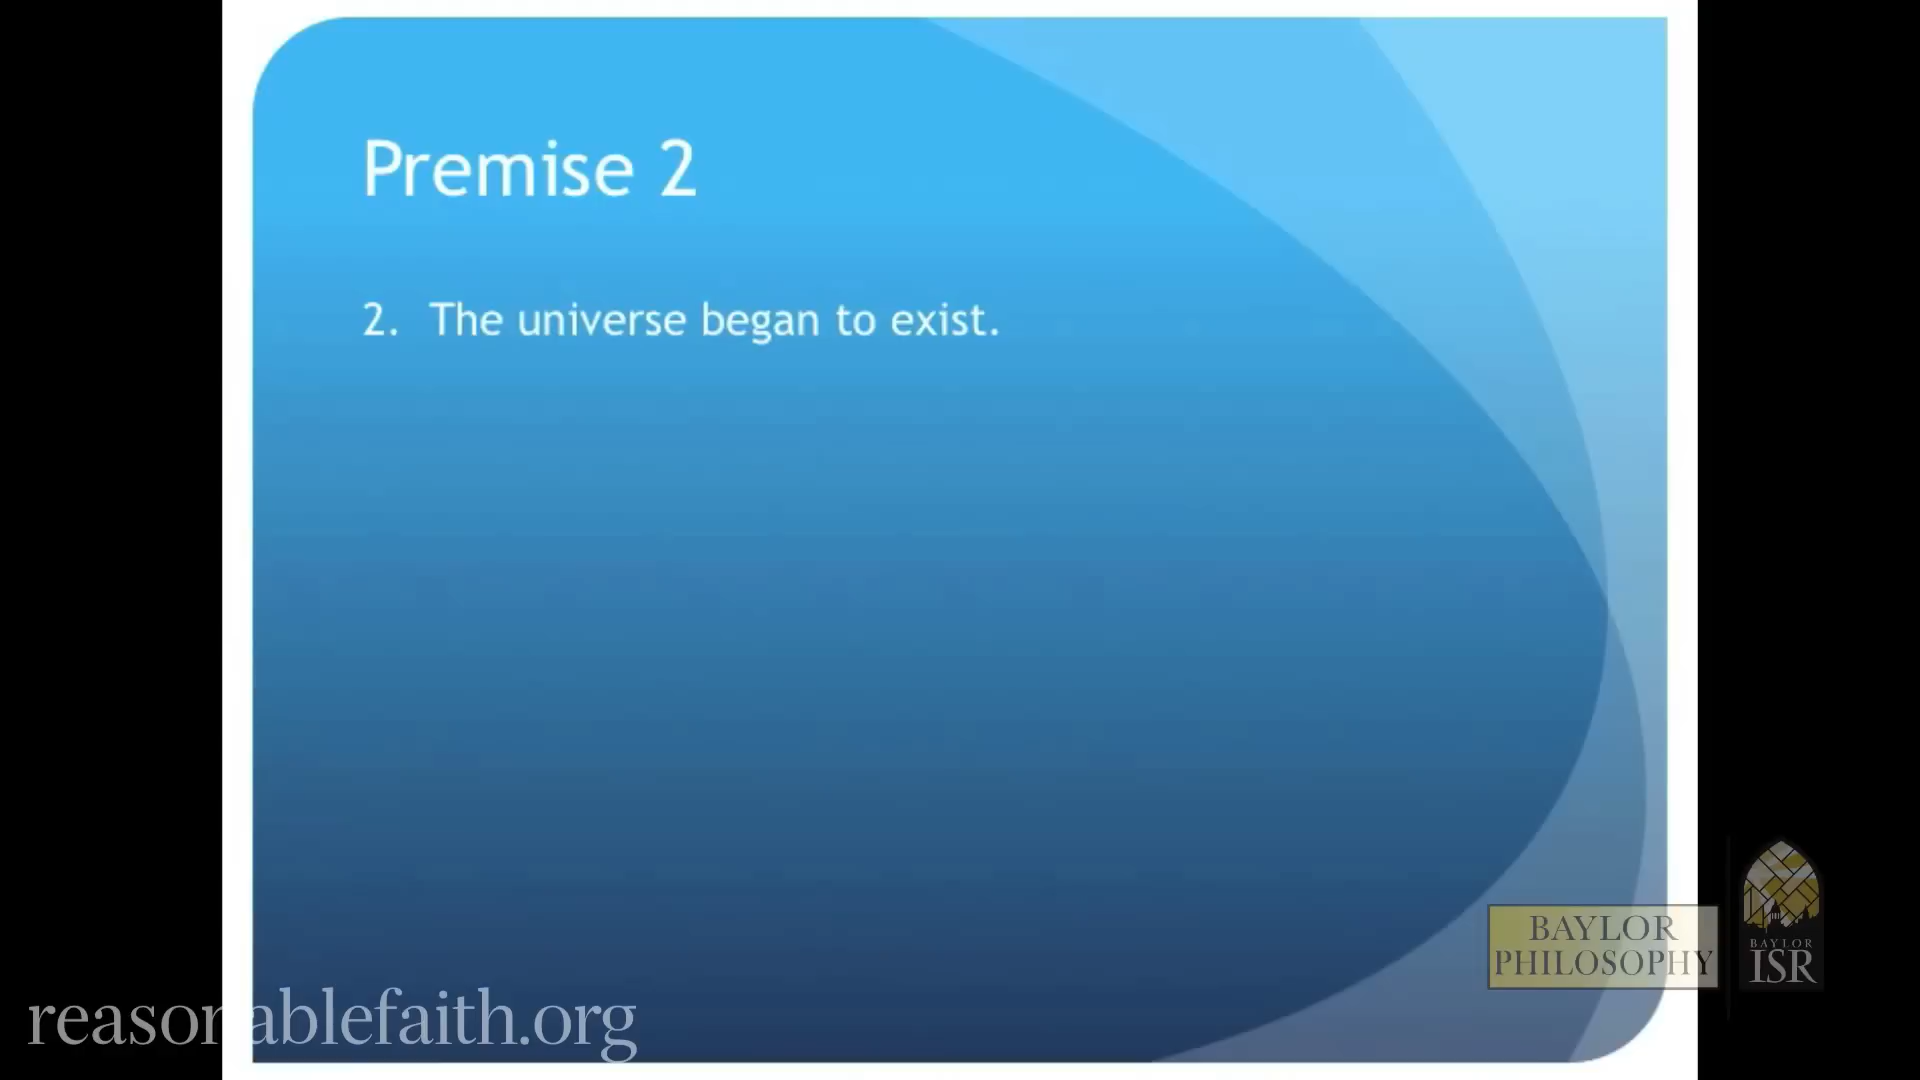 Premise 2
2. The universe began to exist.
BAYLOR
PHILOSOPHY
BAYLOR
ISR
reasonablefaith.org